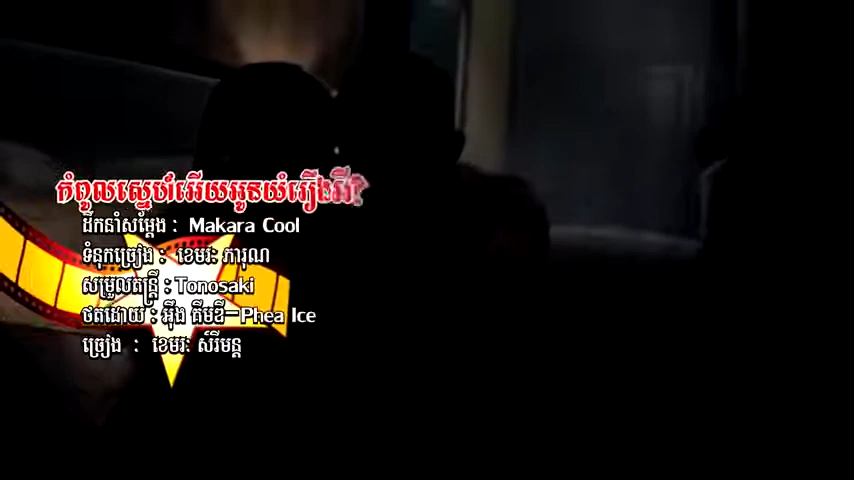 កំពូលស្នេហ៍អើយអូនយំរឿងអី?
ដឹកនាំសម្ដែង ៖ Makara Cool
ទំនុកច្រៀង ៖ ខេមរៈ ភារុណ
សម្រួលតន្ត្រី ៖ Tonosaki
ថតដោយ ៖ អ៊ឹង គឹមឌី-Phea Ice
ច្រៀង ៖ ខេមរៈ សិរីមន្ត